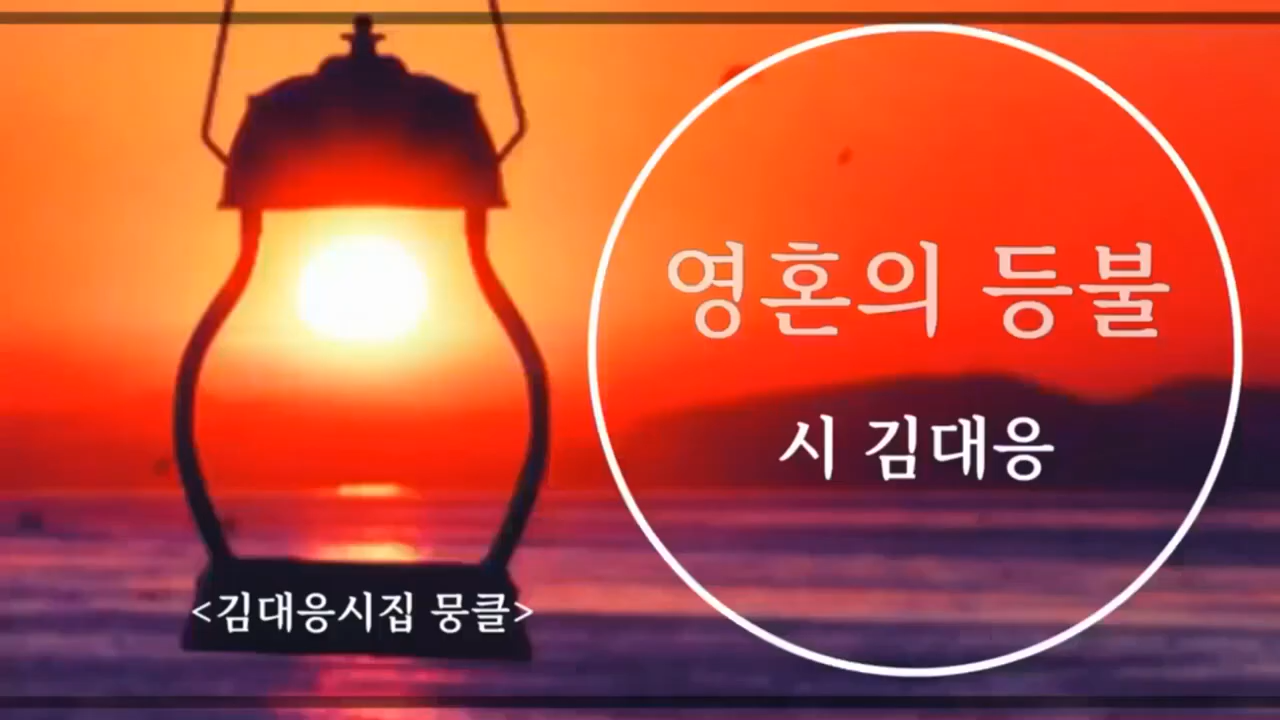 영혼의 등불
시 김대응
<김대응시집 뭉클>